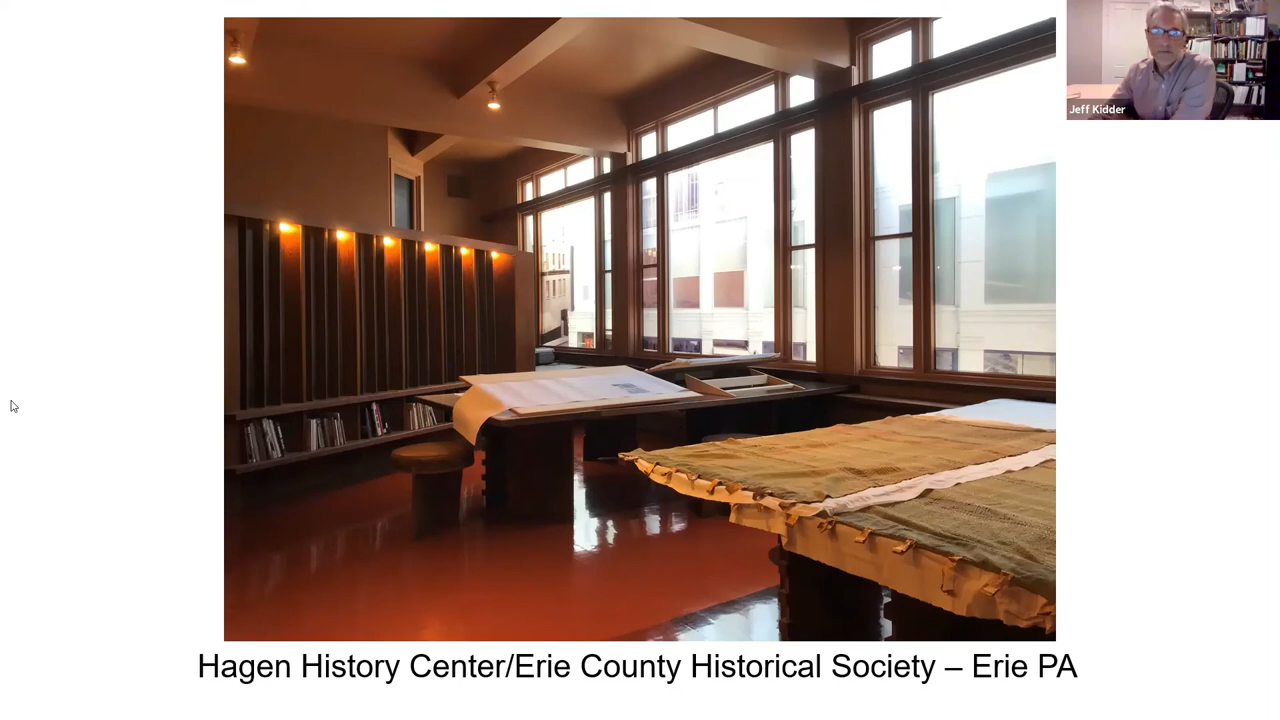 Jeff Kidder
Hagen History Center/Erie County Historical Society – Erie PA